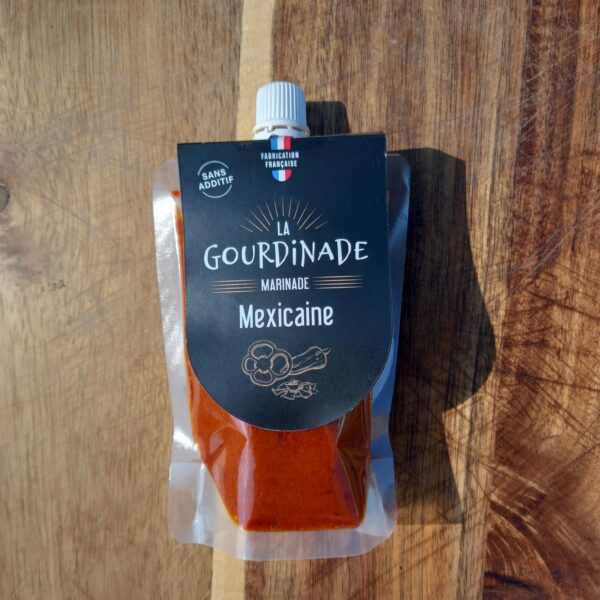 FABRICATION
FRANÇAISE
SANS
ADDITIF
LA
GOURDiNADE
MARINADE
Mexicaine